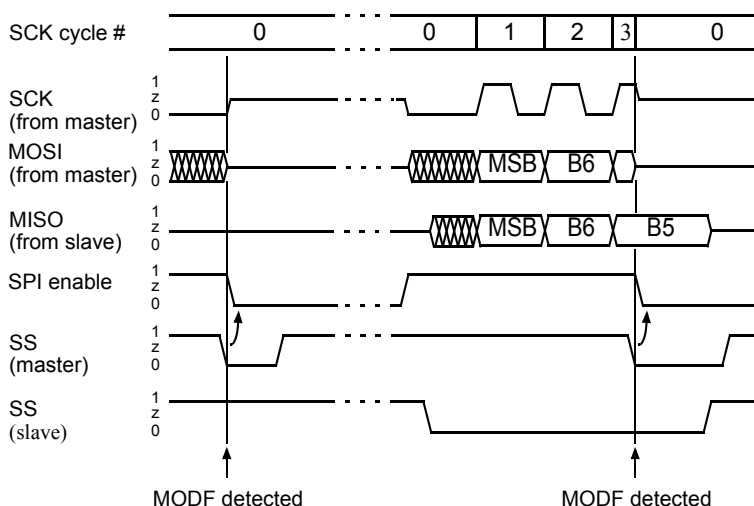 SCK cycle # 0 0 1 2 3 0
SCK
(from master)
1
z
0
MOSI
(from master)
1
z
0
MSB B6
MISO
(from slave)
1
z
0
MSB B6 B5
SPI enable
1
z
0
SS
(master)
1
z
0
SS
(slave)
1
z
0
MODF detected MODF detected